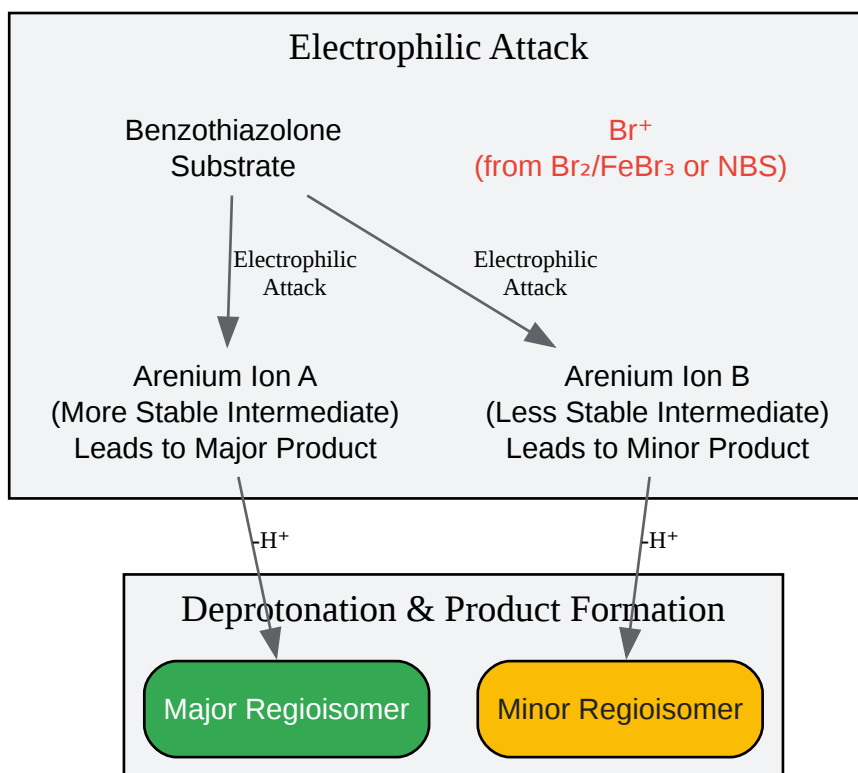 Electrophilic Attack
Benzothiazolone
Substrate
Br⁺
(from Br₂/FeBr₃ or NBS)
Electrophilic
Attack
Electrophilic
Attack
Arenium Ion A
(More Stable Intermediate)
Leads to Major Product
Arenium Ion B
(Less Stable Intermediate)
Leads to Minor Product
-H⁺
-H⁺
Deprotonation & Product Formation
Major Regioisomer
Minor Regioisomer